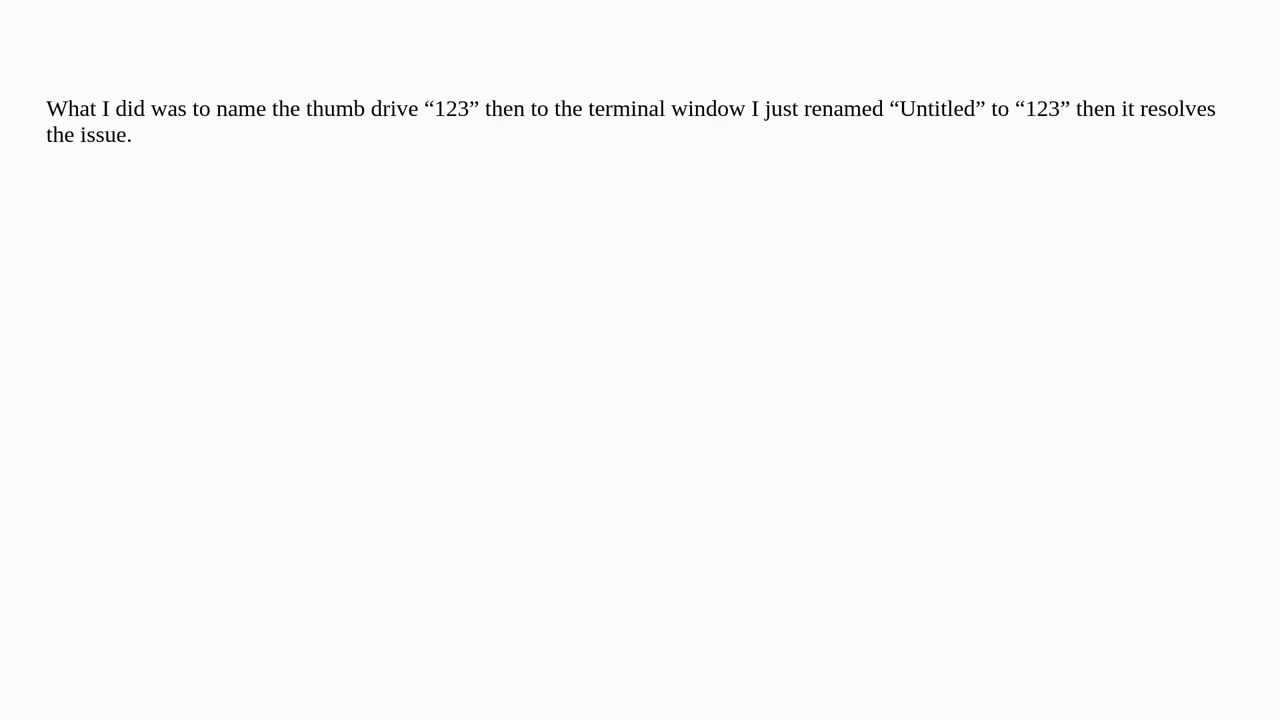 What I did was to name the thumb drive “123” then to the terminal window I just renamed “Untitled” to “123” then it resolves
the issue.